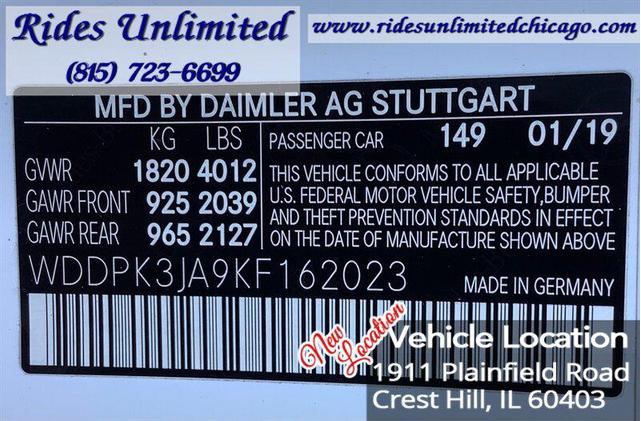 Rides Unlimited
(815) 723-6699
www.ridesunlimitedchicago.com
MFD BY DAIMLER AG STUTTGART
KG LBS
PASSENGER CAR 149 01/19
GVWR 1820 4012
GAWR FRONT 925 2039
GAWR REAR 965 2127
THIS VEHICLE CONFORMS TO ALL APPLICABLE
U.S. FEDERAL MOTOR VEHICLE SAFETY,BUMPER
AND THEFT PREVENTION STANDARDS IN EFFECT
ON THE DATE OF MANUFACTURE SHOWN ABOVE
WDDPK3JA9KF162023
MADE IN GERMANY
New
Location
Vehicle Location
1911 Plainfield Road
Crest Hill, IL 60403